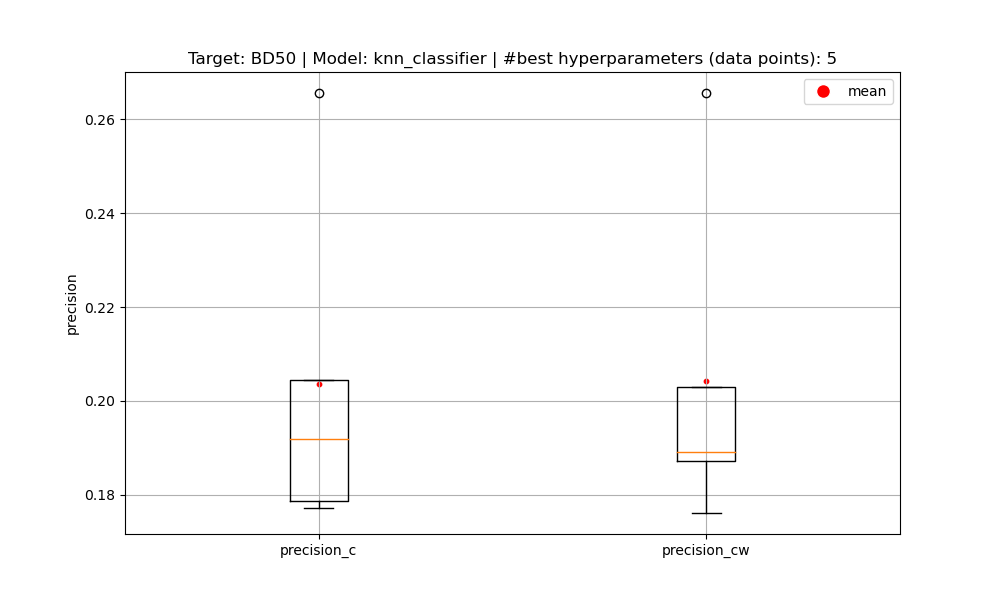 Target: BD50 | Model: knn_classifier | #best hyperparameters (data points): 5
mean
0.26
0.24
0.22
0.20
0.18
precision
precision_c
precision_cw